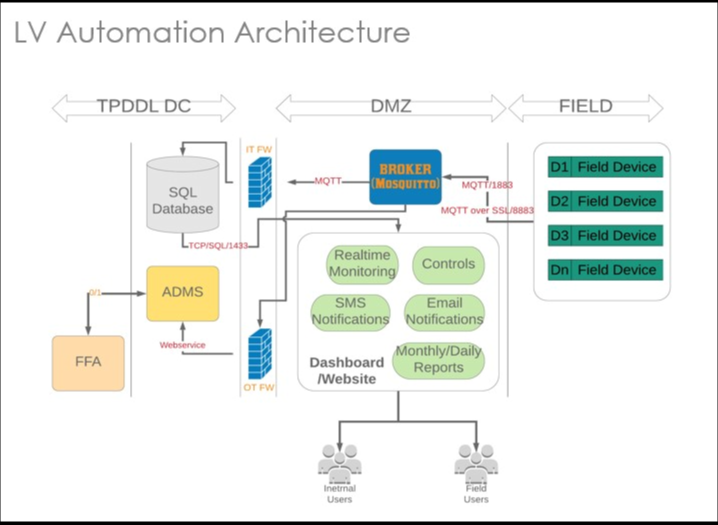 LV Automation Architecture
TPDDL DC
DMZ
FIELD
IT FW
BROKER
(MOSQUITTO)
MQTT
MQTT/1883
MQTT over SSL/8883
D1 Field Device
D2 Field Device
D3 Field Device
Dn Field Device
SQL
Database
TCP/SQL/1433
Realtime
Monitoring
Controls
SMS
Notifications
Email
Notifications
Monthly/Daily
Reports
Dashboard
/Website
ADMS
0/1
Webservice
FFA
OT FW
Inetrnal
Users
Field
Users